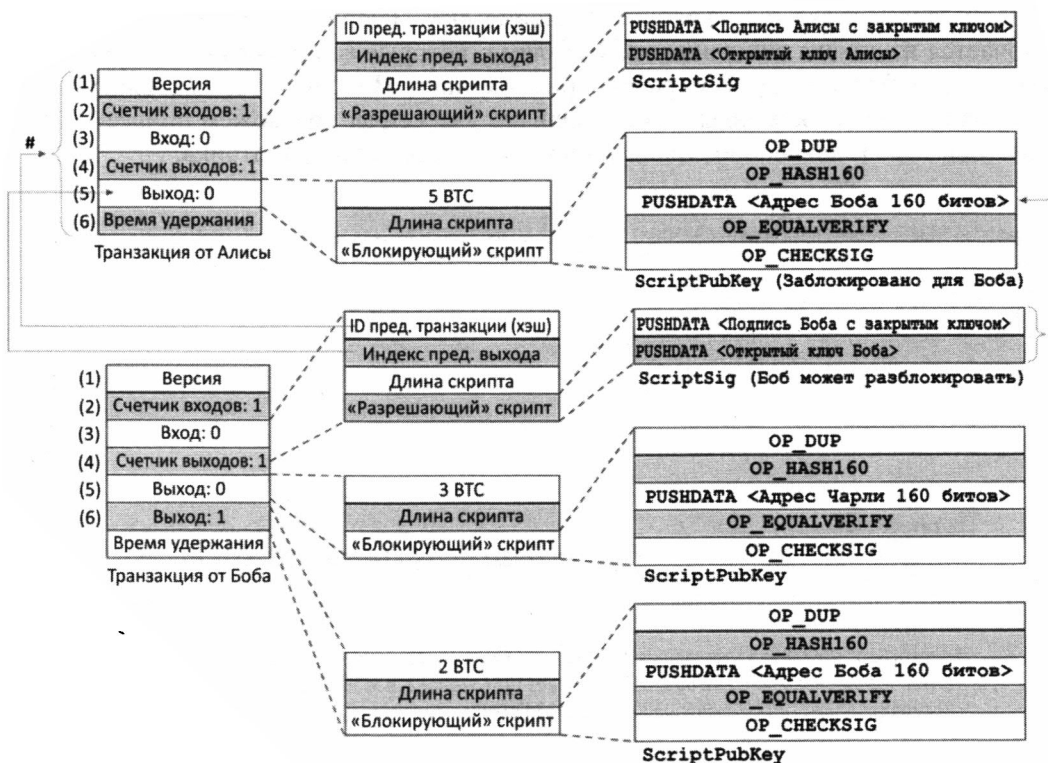 ID пред. транзакции (хэш)
Индекс пред. выхода
Длина скрипта
«Разрешающий» скрипт
PUSHDATA <Подпись Алисы с закрытым ключом>
PUSHDATA <Открытый ключ Алисы>
ScriptSig
#
(1) Версия
(2) Счетчик входов: 1
(3) Вход: 0
(4) Счетчик выходов: 1
(5) Выход: 0
(6) Время удержания
Транзакция от Алисы
5 BTC
Длина скрипта
«Блокирующий» скрипт
OP_DUP
OP_HASH160
PUSHDATA <Адрес Боба 160 битов>
OP_EQUALVERIFY
OP_CHECKSIG
ScriptPubKey (Заблокировано для Боба)
ID пред. транзакции (хэш)
Индекс пред. выхода
Длина скрипта
«Разрешающий» скрипт
PUSHDATA <Подпись Боба с закрытым ключом>
PUSHDATA <Открытый ключ Боба>
ScriptSig (Боб может разблокировать)
(1) Версия
(2) Счетчик входов: 1
(3) Вход: 0
(4) Счетчик выходов: 1
(5) Выход: 0
(6) Выход: 1
Время удержания
Транзакция от Боба
3 BTC
Длина скрипта
«Блокирующий» скрипт
OP_DUP
OP_HASH160
PUSHDATA <Адрес Чарли 160 битов>
OP_EQUALVERIFY
OP_CHECKSIG
ScriptPubKey
2 BTC
Длина скрипта
«Блокирующий» скрипт
OP_DUP
OP_HASH160
PUSHDATA <Адрес Боба 160 битов>
OP_EQUALVERIFY
OP_CHECKSIG
ScriptPubKey